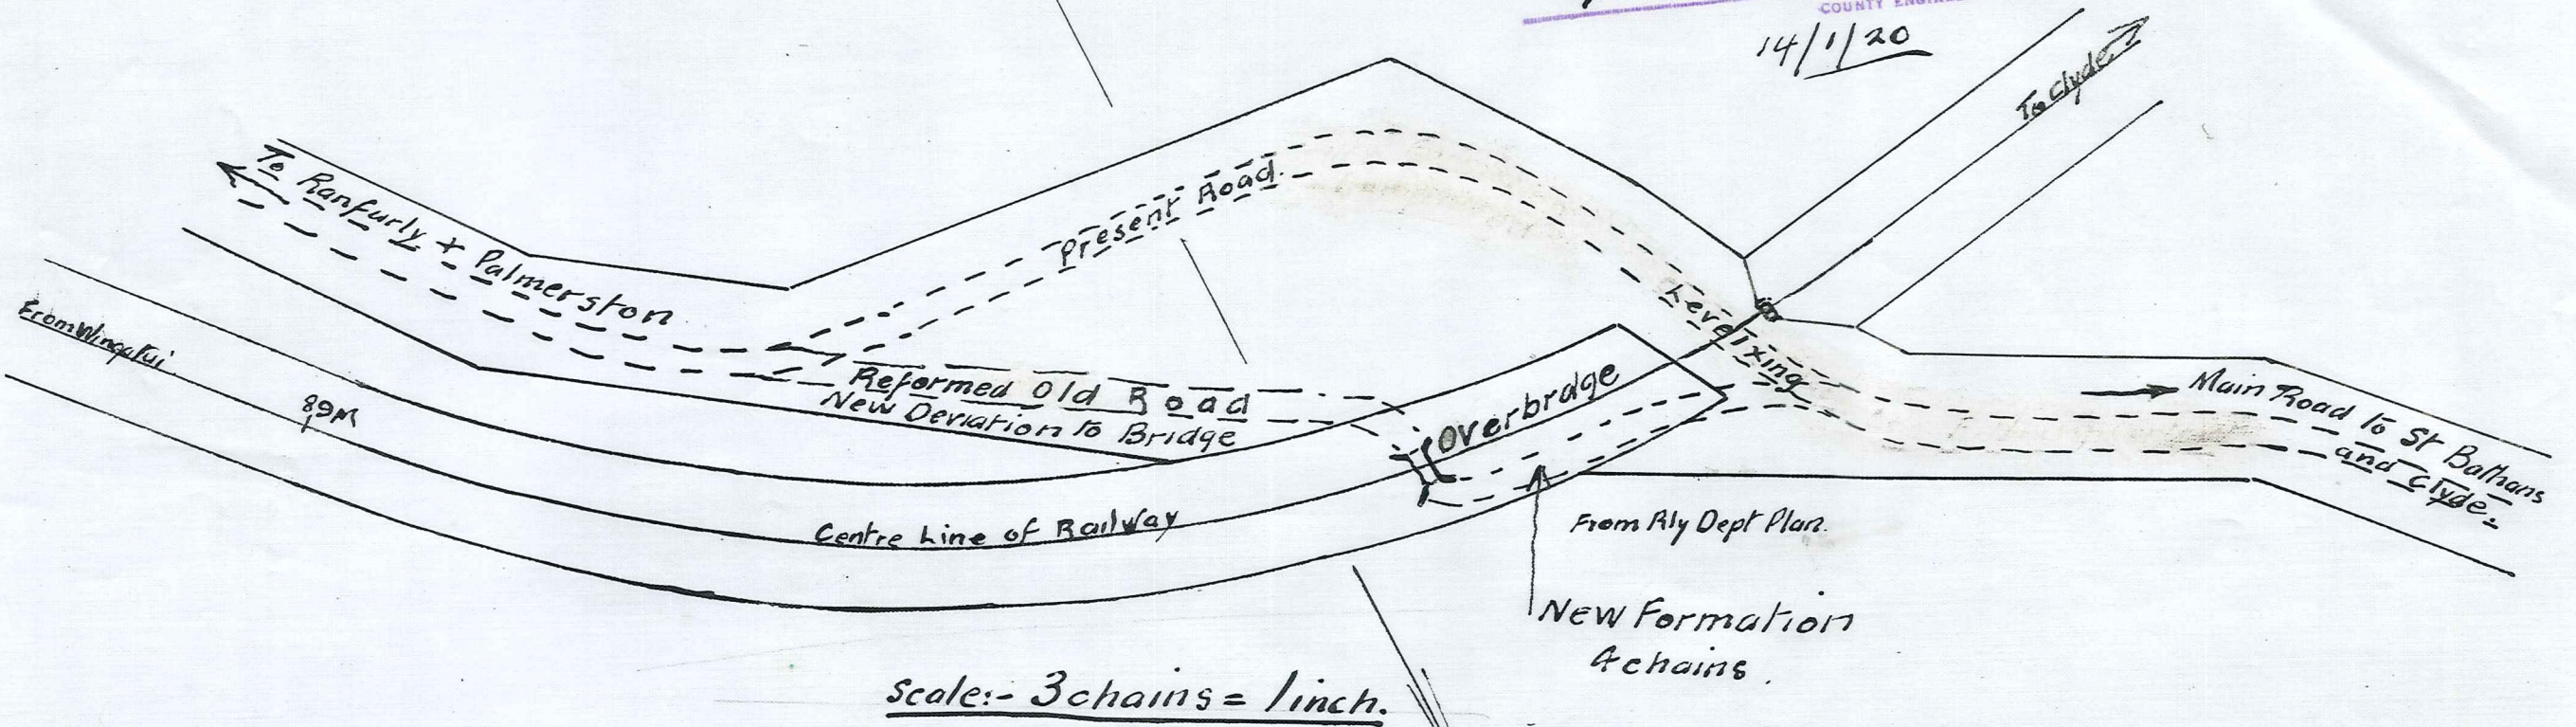 14/1/20
To Clyde
To Ranfurly + Palmerston
Present Road
From Wingatui.
89M
Reformed Old Road
New Deviation to Bridge
Overbrdge
Level Xing
Main Road to St Bathans
and Clyde.
Centre Line of Railway
From Rly Dept Plan.
New Formation
4 chains.
Scale:- 3 chains = 1 inch.
COUNTY